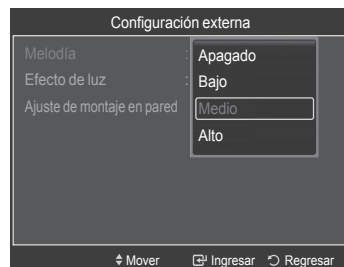 Configuración externa
Melodía :
Efecto de luz :
Ajuste de montaje en pared
Apagado
Bajo
Medio
Alto
Mover Ingresar Regresar